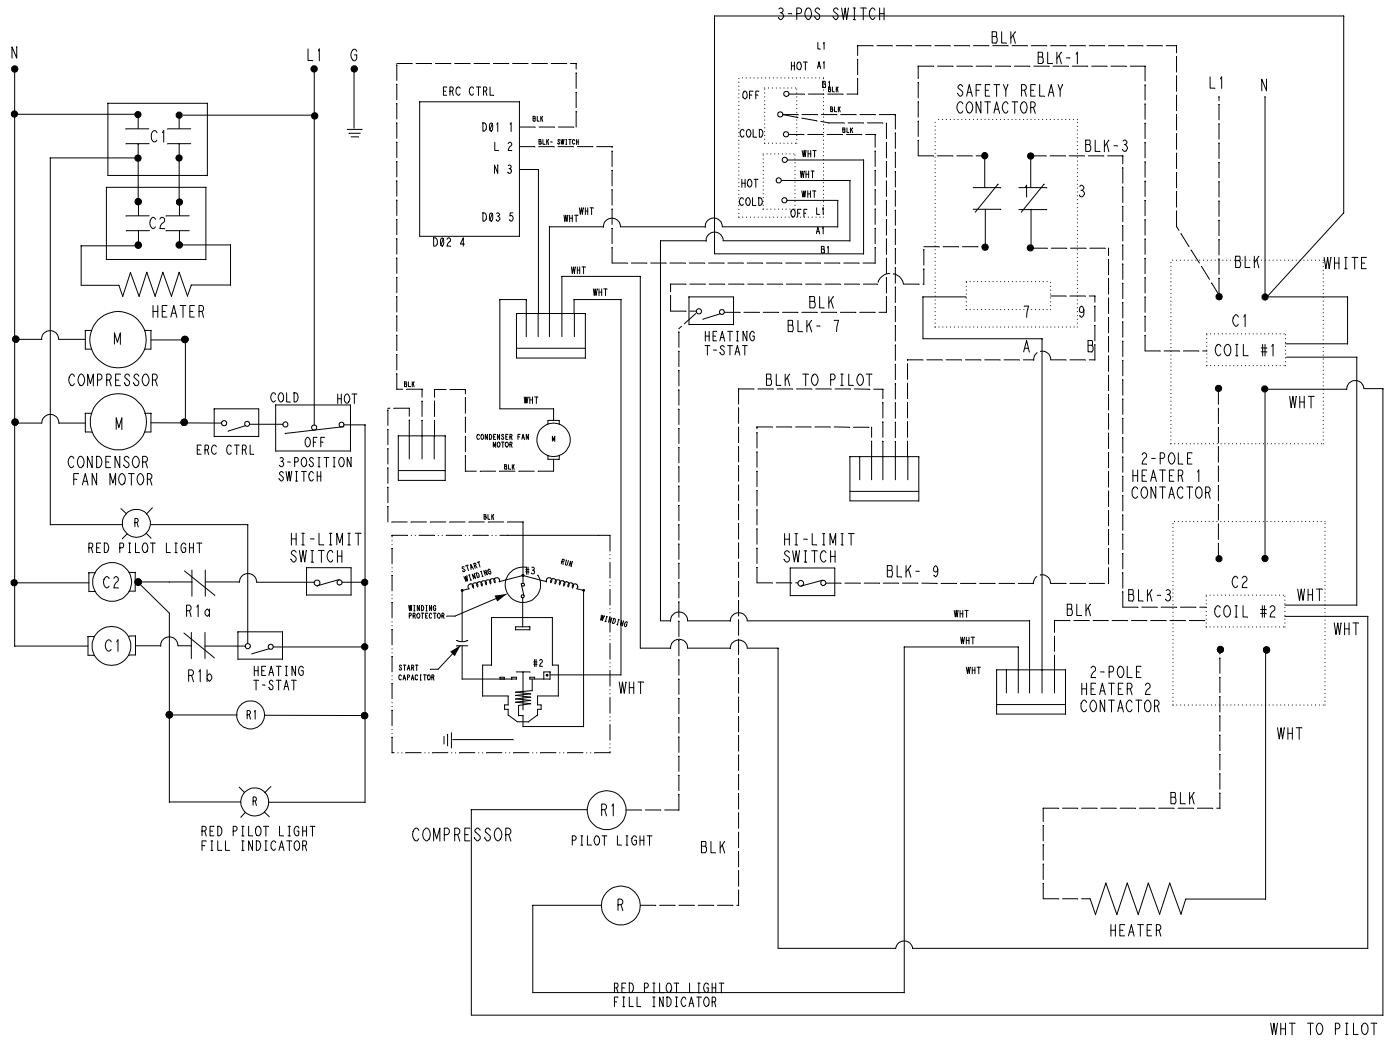 3-POS SWITCH
N
L1
G
C1
C2
HEATER
M
COMPRESSOR
M
CONDENSOR
FAN MOTOR
ERC CTRL
COLD
HOT
OFF
3-POSITION
SWITCH
R
RED PILOT LIGHT
HI-LIMIT
SWITCH
C2
R1a
C1
R1b
HEATING
T-STAT
R1
R
RED PILOT LIGHT
FILL INDICATOR
ERC CTRL
D01 1
L 2
N 3
D03 5
D02 4
BLK
BLK- SWITCH
WHT
WHT
WHT
WHT
BLK
WHT
CONDENSER FAN
MOTOR
M
BLK
BLK
START
WINDING
#3
RUN
WINDING
WINDING
PROTECTOR
START
CAPACITOR
#2
WHT
COMPRESSOR
R1
PILOT LIGHT
R
RED PILOT LIGHT
FILL INDICATOR
BLK
L1
HOT A1
B1
OFF
BLK
BLK
COLD
BLK
WHT
HOT
WHT
COLD
WHT
OFF L1
A1
B1
BLK
BLK-1
SAFETY RELAY
CONTACTOR
BLK-3
1
3
7
9
A
B
HEATING
T-STAT
BLK
BLK- 7
BLK TO PILOT
HI-LIMIT
SWITCH
BLK- 9
L1
N
BLK
WHITE
C1
COIL #1
WHT
2-POLE
HEATER 1
CONTACTOR
C2
BLK-3
COIL #2
WHT
BLK
WHT
WHT
WHT
WHT
2-POLE
HEATER 2
CONTACTOR
WHT
BLK
HEATER
WHT TO PILOT